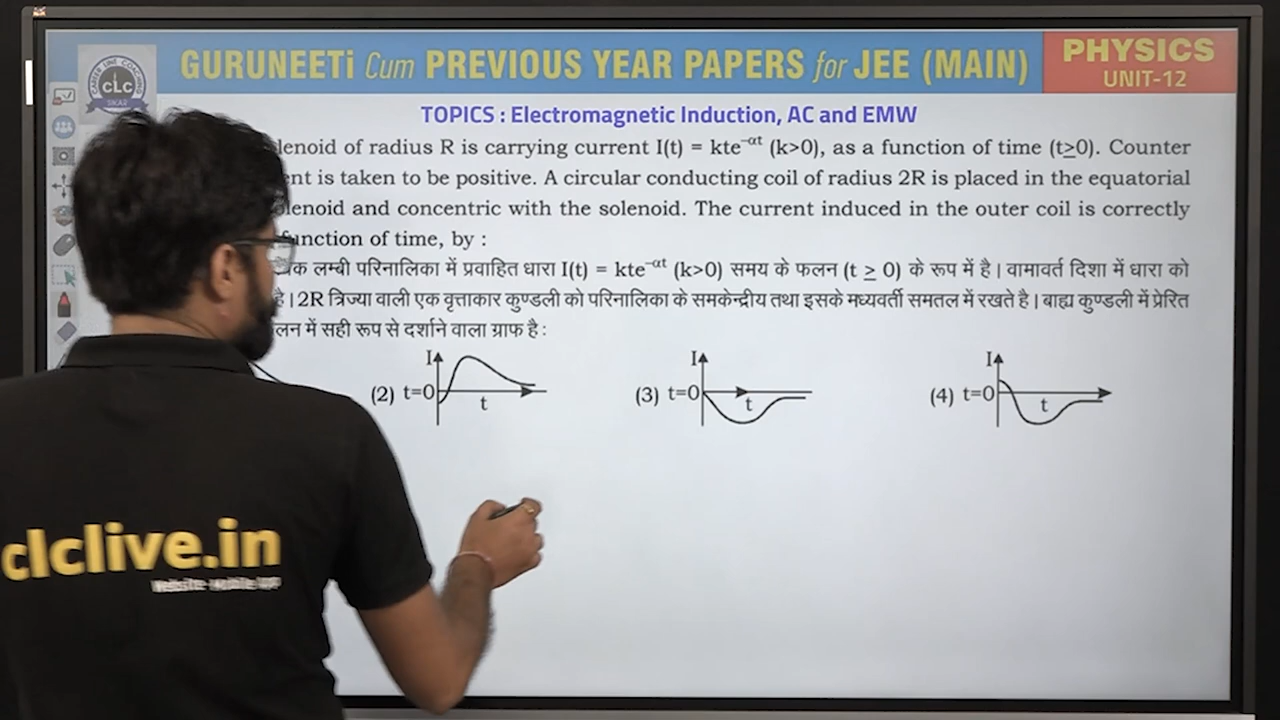 GURUNEETi Cum PREVIOUS YEAR PAPERS for JEE (MAIN)
PHYSICS
UNIT-12
CLC
SIKAR
TOPICS : Electromagnetic Induction, AC and EMW
lenoid of radius R is carrying current I(t) = kte⁻ᵅᵗ (k>0), as a function of time (t≥0). Counter
ent is taken to be positive. A circular conducting coil of radius 2R is placed in the equatorial
lenoid and concentric with the solenoid. The current induced in the outer coil is correctly
function of time, by :
लम्बी परिनालिका में प्रवाहित धारा I(t) = kte⁻ᵅᵗ (k>0) समय के फलन (t ≥ 0) के रूप में है। वामावर्त दिशा में धारा को
है। 2R त्रिज्या वाली एक वृत्ताकार कुण्डली को परिनालिका के समकेन्द्रीय तथा इसके मध्यवर्ती समतल में रखते है। बाह्य कुण्डली में प्रेरित
लन में सही रूप से दर्शाने वाला ग्राफ है :
(2) t=0 I t
(3) t=0 I t
(4) t=0 I t
clclive.in